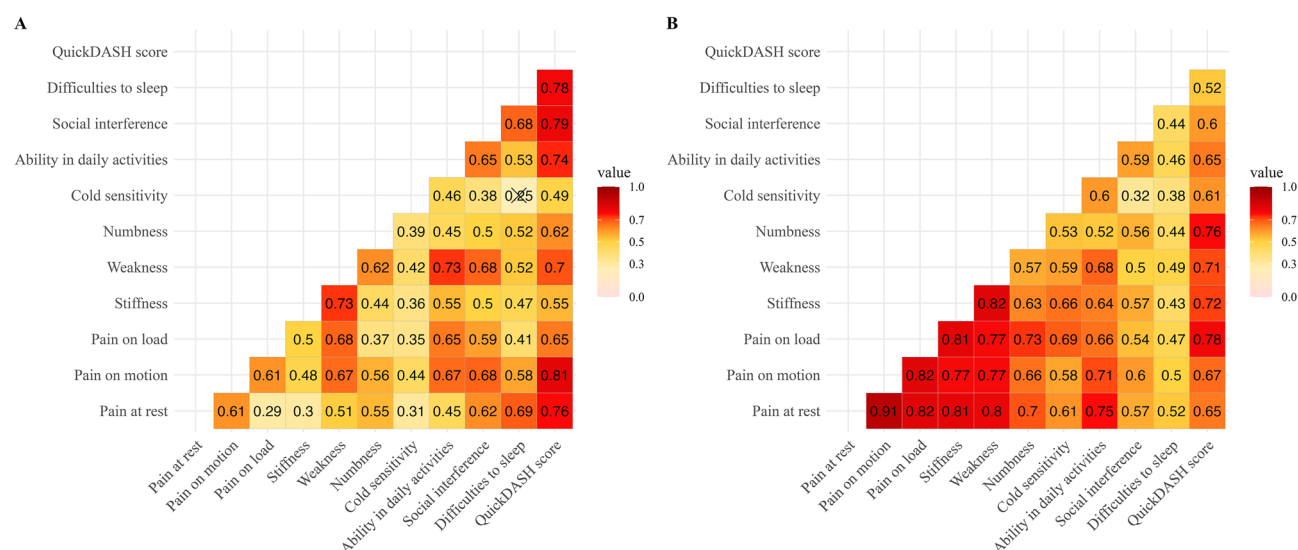 A
QuickDASH score
Difficulties to sleep 0.78
Social interference 0.68 0.79
Ability in daily activities 0.65 0.53 0.74
Cold sensitivity 0.46 0.38 0.25 0.49
Numbness 0.39 0.45 0.5 0.52 0.62
Weakness 0.62 0.42 0.73 0.68 0.52 0.7
Stiffness 0.73 0.44 0.36 0.55 0.5 0.47 0.55
Pain on load 0.5 0.68 0.37 0.35 0.65 0.59 0.41 0.65
Pain on motion 0.61 0.48 0.67 0.56 0.44 0.67 0.68 0.58 0.81
Pain at rest 0.61 0.29 0.3 0.51 0.55 0.31 0.45 0.62 0.69 0.76
Pain at rest
Pain on motion
Pain on load
Stiffness
Weakness
Numbness
Cold sensitivity
Ability in daily activities
Social interference
Difficulties to sleep
QuickDASH score
value
1.0
0.7
0.5
0.3
0.0
B
QuickDASH score
Difficulties to sleep 0.52
Social interference 0.44 0.6
Ability in daily activities 0.59 0.46 0.65
Cold sensitivity 0.6 0.32 0.38 0.61
Numbness 0.53 0.52 0.56 0.44 0.76
Weakness 0.57 0.59 0.68 0.5 0.49 0.71
Stiffness 0.82 0.63 0.66 0.64 0.57 0.43 0.72
Pain on load 0.81 0.77 0.73 0.69 0.66 0.54 0.47 0.78
Pain on motion 0.82 0.77 0.77 0.66 0.58 0.71 0.6 0.5 0.67
Pain at rest 0.91 0.82 0.81 0.8 0.7 0.61 0.75 0.57 0.52 0.65
Pain at rest
Pain on motion
Pain on load
Stiffness
Weakness
Numbness
Cold sensitivity
Ability in daily activities
Social interference
Difficulties to sleep
QuickDASH score
value
1.0
0.7
0.5
0.3
0.0